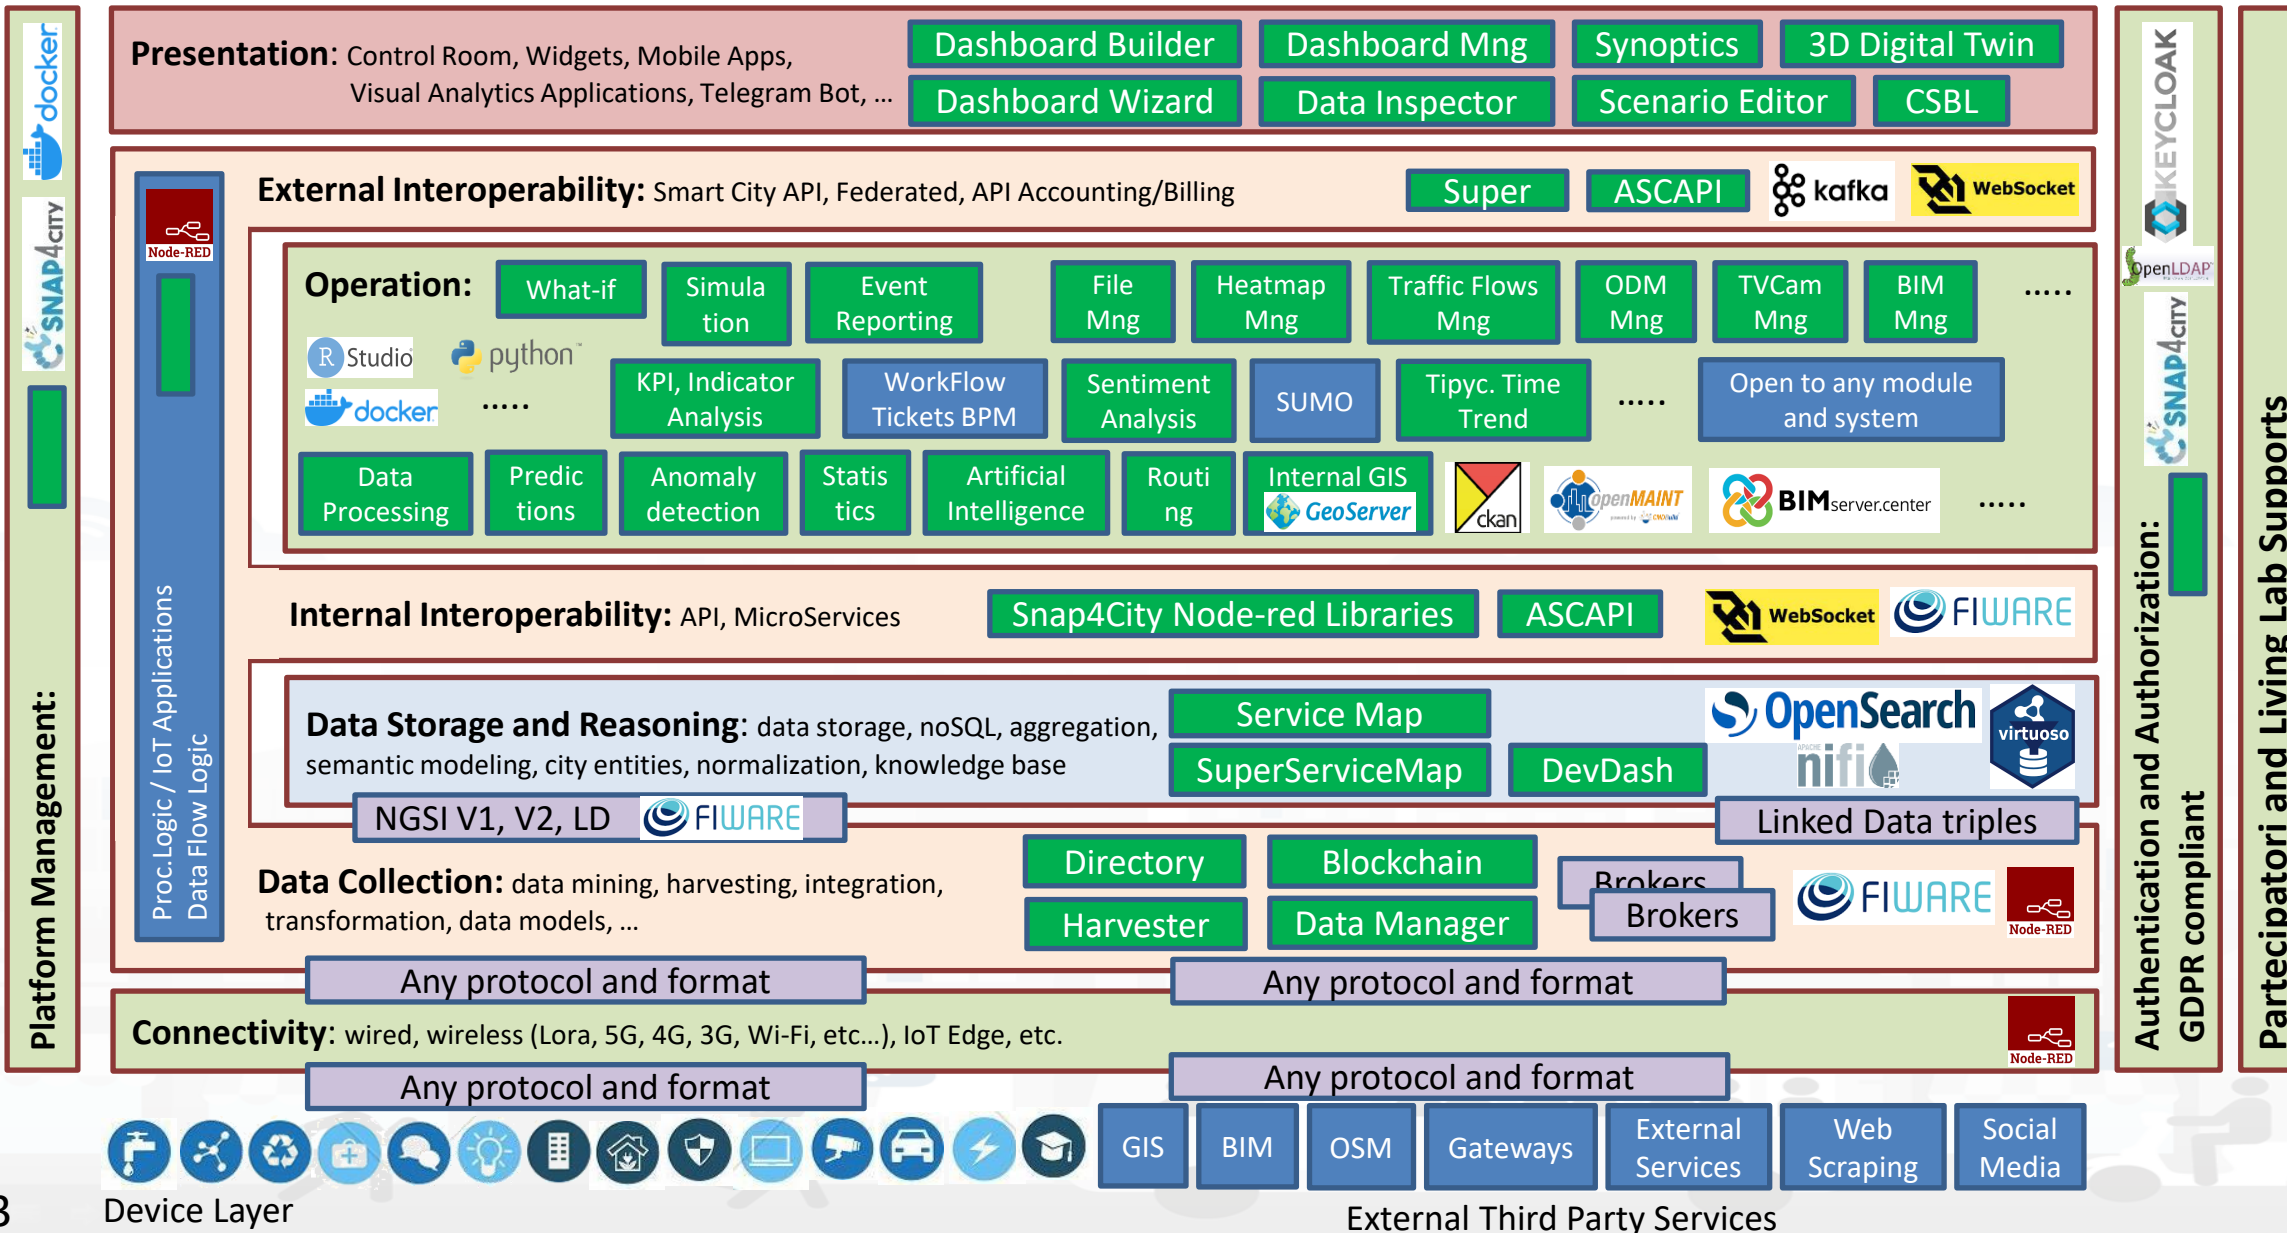 Presentation: Control Room, Widgets, Mobile Apps,
Visual Analytics Applications, Telegram Bot, ...
Dashboard Builder
Dashboard Mng
Synoptics
3D Digital Twin
Dashboard Wizard
Data Inspector
Scenario Editor
CSBL
External Interoperability: Smart City API, Federated, API Accounting/Billing
Super
ASCAPI
kafka
WebSocket
Node-RED
Proc.Logic / IoT Applications
Data Flow Logic
Operation:
What-if
Simula
tion
Event
Reporting
File
Mng
Heatmap
Mng
Traffic Flows
Mng
ODM
Mng
TVCam
Mng
BIM
Mng
.....
R Studio
python
docker
.....
KPI, Indicator
Analysis
WorkFlow
Tickets BPM
Sentiment
Analysis
SUMO
Tipyc. Time
Trend
.....
Open to any module
and system
Data
Processing
Predic
tions
Anomaly
detection
Statis
tics
Artificial
Intelligence
Routi
ng
Internal GIS
GeoServer
ckan
openMAINT
BIMserver.center
.....
Internal Interoperability: API, MicroServices
Snap4City Node-red Libraries
ASCAPI
WebSocket
FIWARE
Data Storage and Reasoning: data storage, noSQL, aggregation,
semantic modeling, city entities, normalization, knowledge base
Service Map
SuperServiceMap
DevDash
OpenSearch
APACHE
nifi
virtuoso
NGSI V1, V2, LD
FIWARE
Linked Data triples
Data Collection: data mining, harvesting, integration,
transformation, data models, ...
Directory
Blockchain
Harvester
Data Manager
Brokers
Brokers
FIWARE
Node-RED
Any protocol and format
Any protocol and format
Connectivity: wired, wireless (Lora, 5G, 4G, 3G, Wi-Fi, etc...), IoT Edge, etc.
Node-RED
Any protocol and format
Any protocol and format
GIS
BIM
OSM
Gateways
External
Services
Web
Scraping
Social
Media
Device Layer
External Third Party Services
docker
SNAP4CITY
Platform Management:
KEYCLOAK
OpenLDAP
SNAP4CITY
Authentication and Authorization:
GDPR compliant
Partecipatori and Living Lab Supports